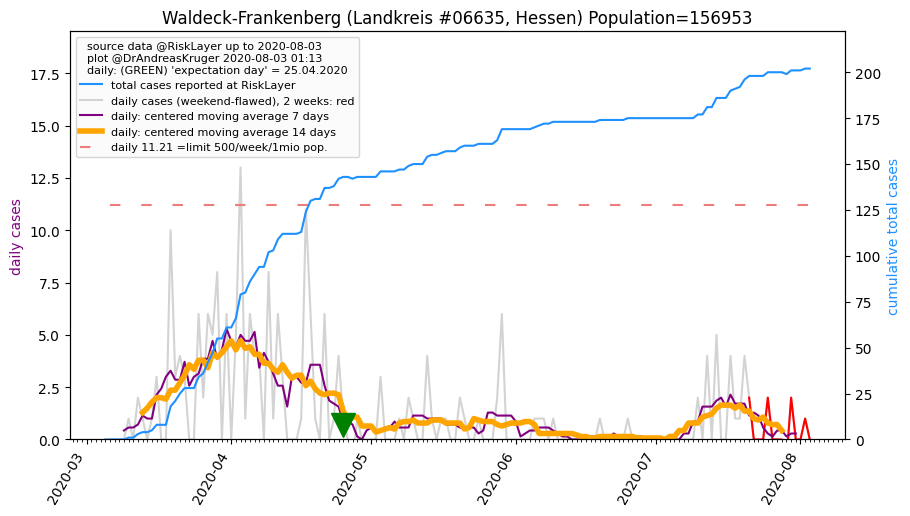 Waldeck-Frankenberg (Landkreis #06635, Hessen) Population=156953
source data @RiskLayer up to 2020-08-03
plot @DrAndreasKruger 2020-08-03 01:13
daily: (GREEN) 'expectation day' = 25.04.2020
total cases reported at RiskLayer
daily cases (weekend-flawed), 2 weeks: red
daily: centered moving average 7 days
daily: centered moving average 14 days
daily 11.21 =limit 500/week/1mio pop.
daily cases
17.5
15.0
12.5
10.0
7.5
5.0
2.5
0.0
200
175
150
125
100
75
50
25
0
cumulative total cases
2020-03
2020-04
2020-05
2020-06
2020-07
2020-08